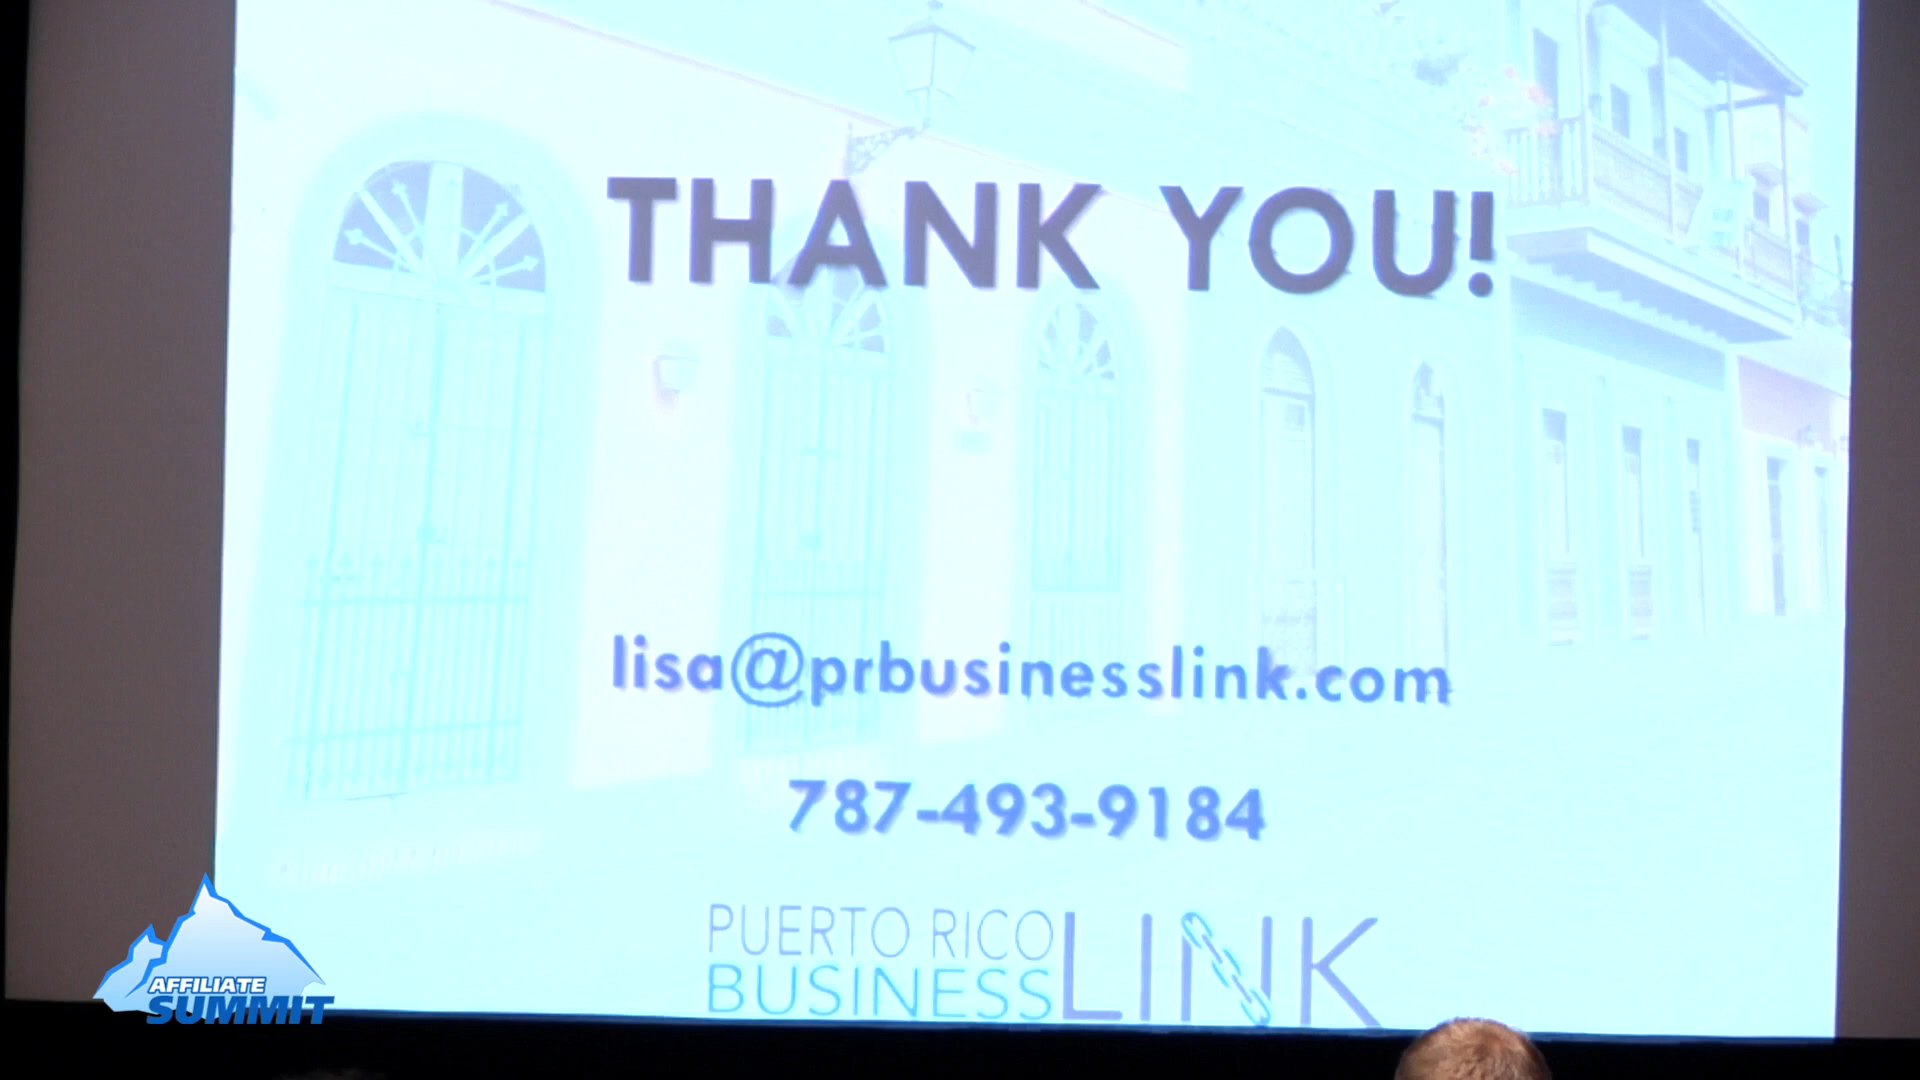 THANK YOU!
lisa@prbusinesslink.com
787-493-9184
PUERTO RICO
BUSINESS
LINK
AFFILIATE
SUMMIT